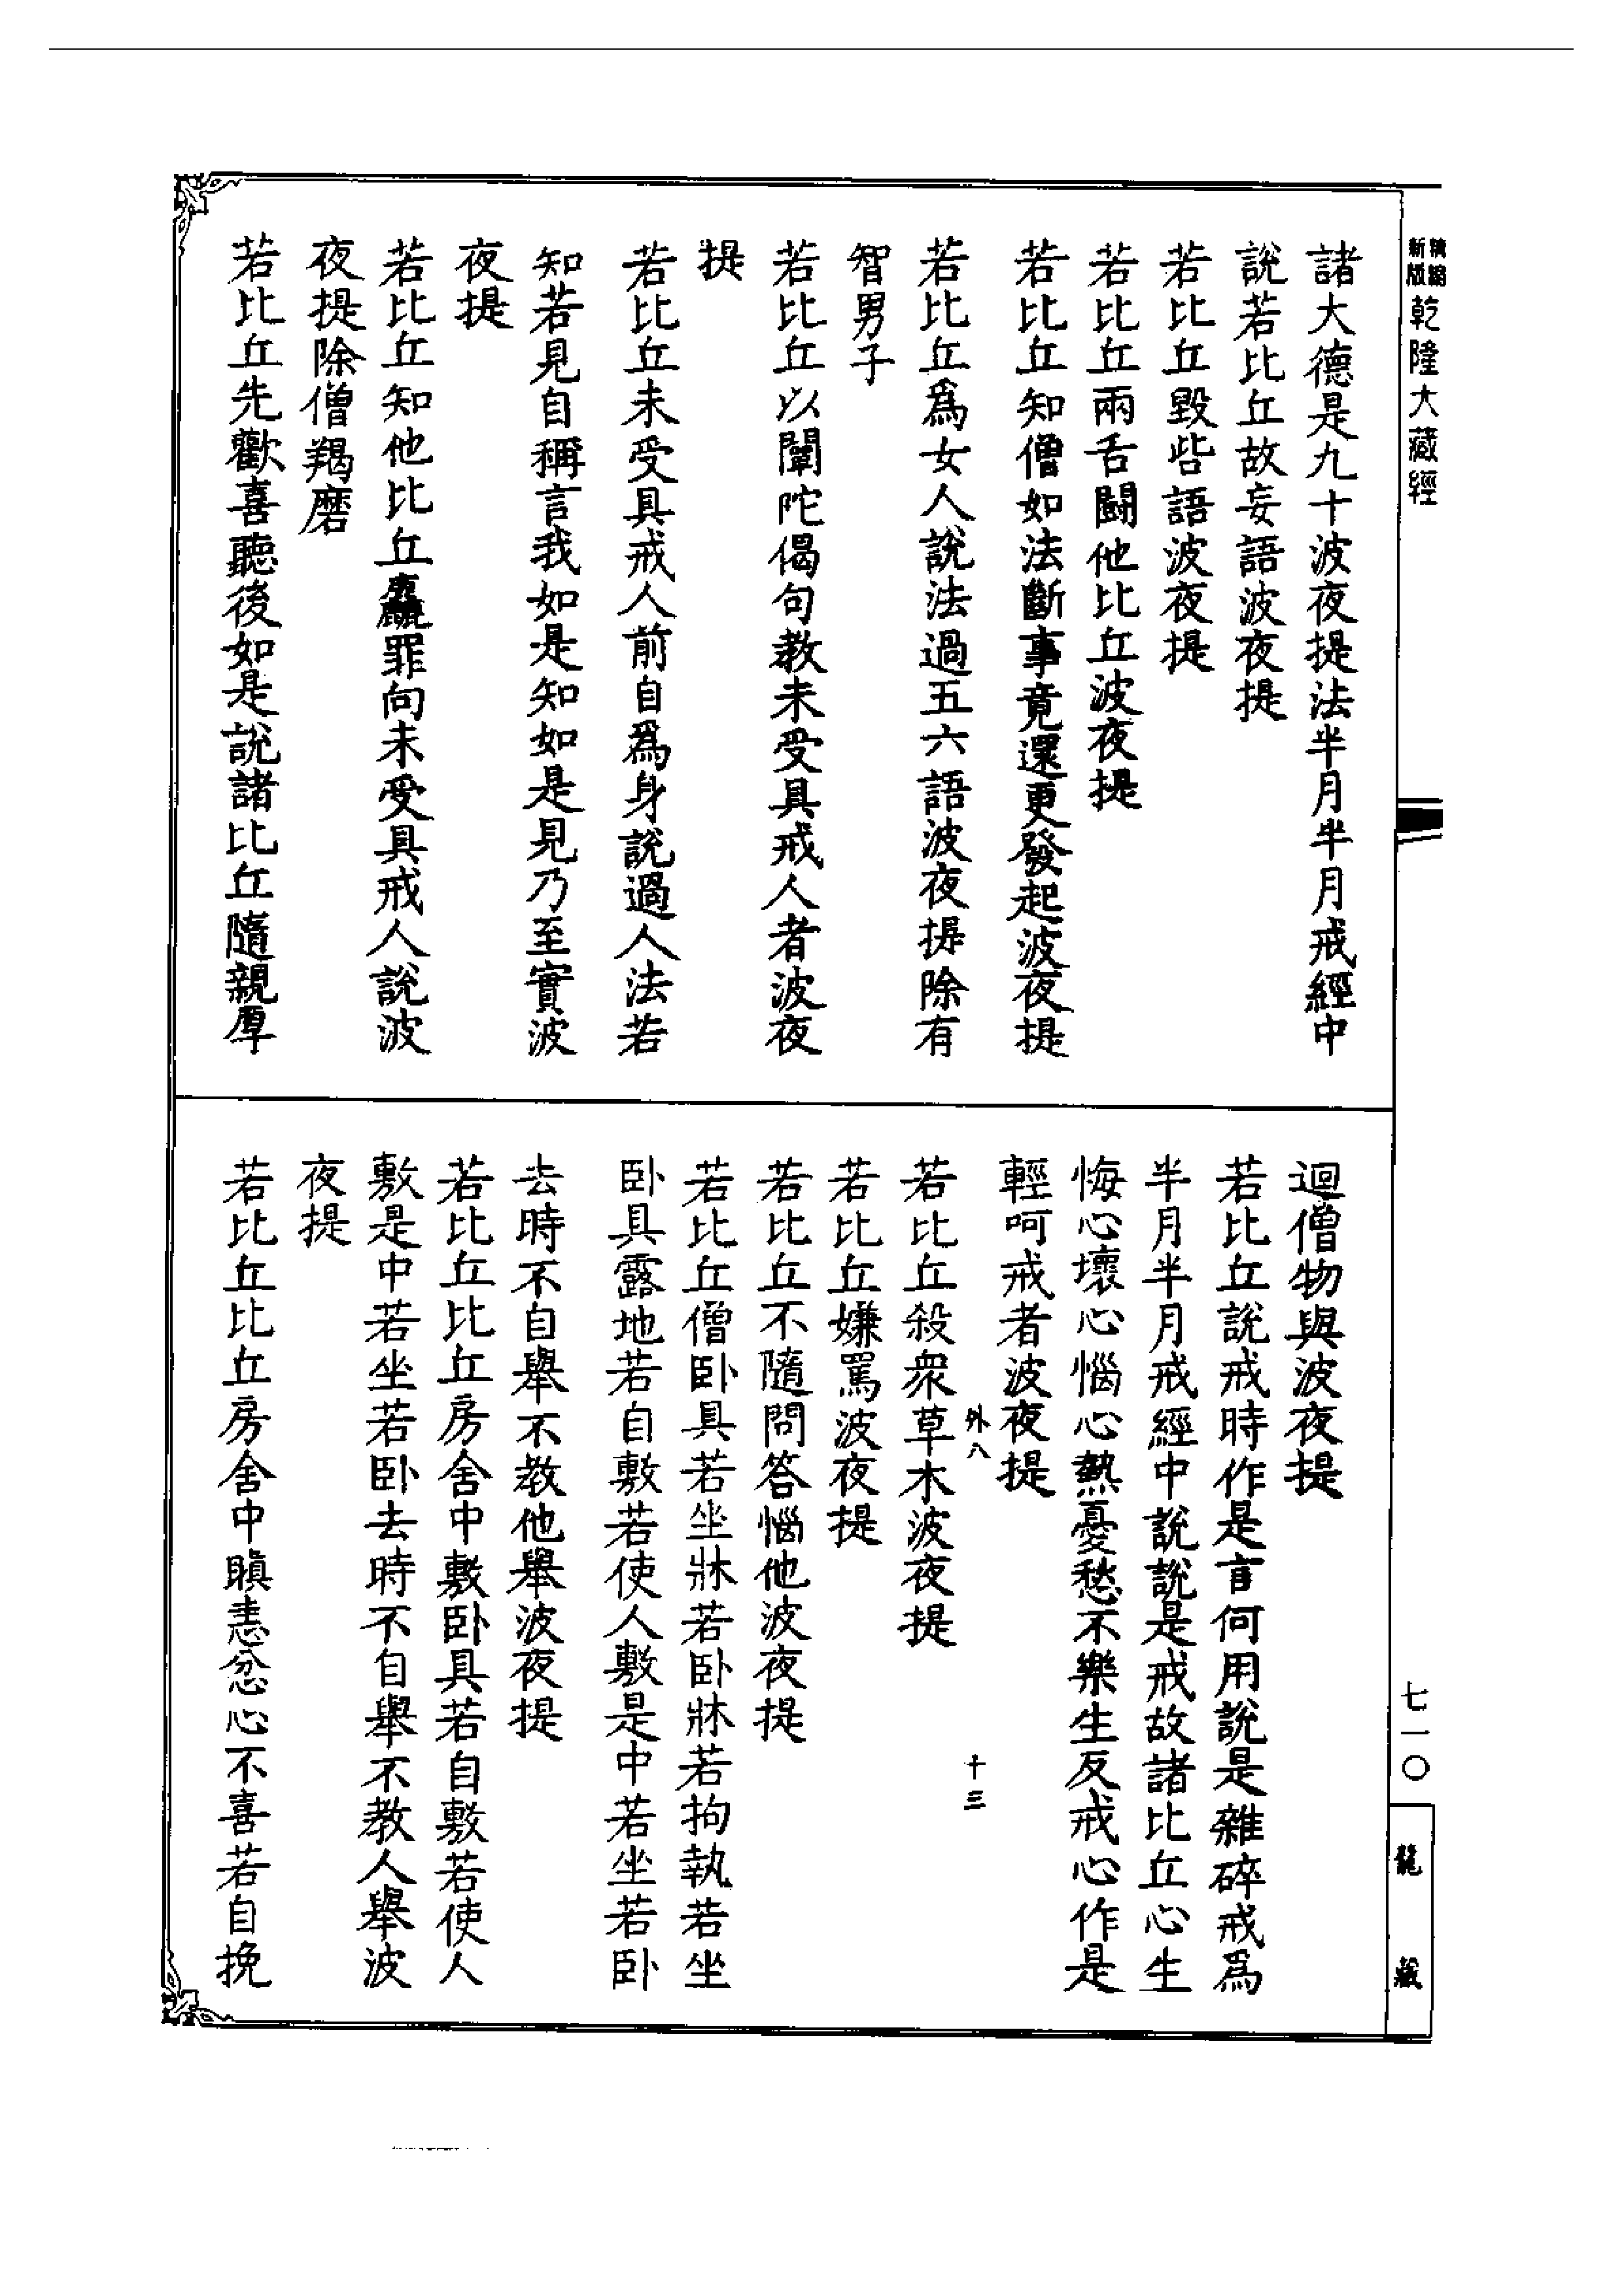 精縮新版乾隆大藏經
諸大德是九十波夜提法半月半月戒經中
說若比丘故妄語波夜提
若比丘毀呰語波夜提
若比丘兩舌鬪他比丘波夜提
若比丘知僧如法斷事竟還更發起波夜提
若比丘爲女人說法過五六語波夜提除有
智男子
若比丘以闡陀偈句教未受具戒人者波夜
提
若比丘未受具戒人前自爲身說過人法若
知若見自稱言我如是知如是見乃至實波
夜提
若比丘知他比丘麤罪向未受具戒人說波
夜提除僧羯磨
若比丘先歡喜聽後如是說諸比丘隨親厚
迴僧物與波夜提
若比丘說戒時作是言何用說是雜碎戒爲
半月半月戒經中說說是戒故諸比丘心生
悔心壞心惱心熱憂愁不樂生反戒心作是
輕呵戒者波夜提
外八 十三
若比丘殺衆草木波夜提
若比丘嫌罵波夜提
若比丘不隨問答惱他波夜提
若比丘僧卧具若坐牀若卧牀若拘執若坐
卧具露地若自敷若使人敷是中若坐若卧
去時不自舉不教他舉波夜提
若比丘比丘房舍中敷卧具若自敷若使人
敷是中若坐若卧去時不自舉不教人舉波
夜提
若比丘比丘房舍中瞋恚忿心不喜若自挽
七一〇
龍藏